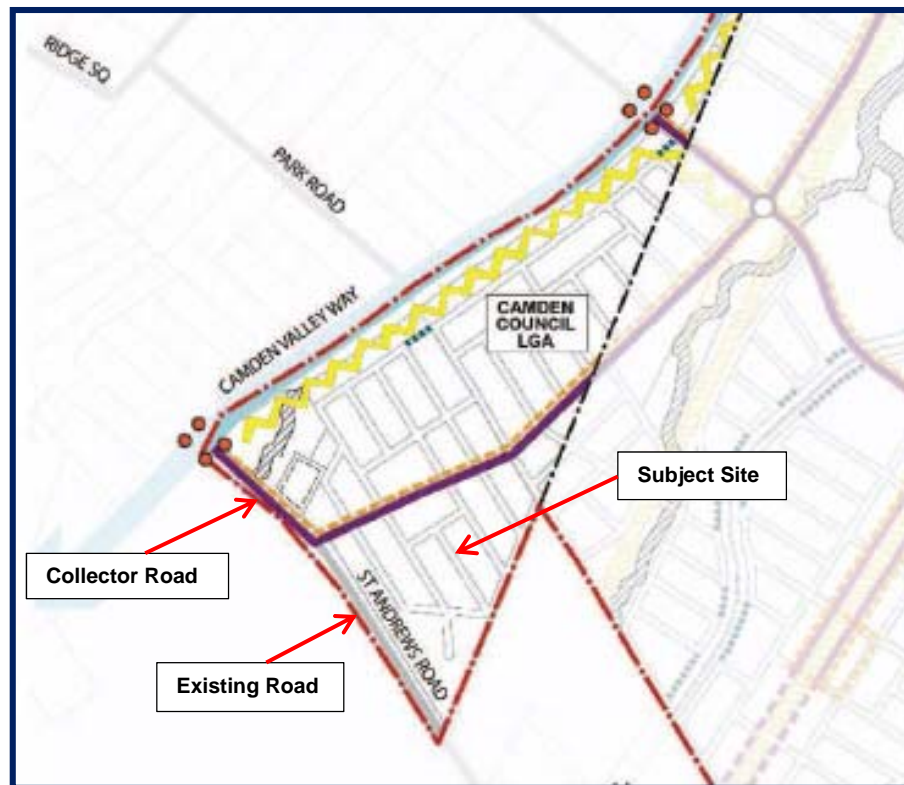 RIDGE SQ
PARK ROAD
CAMDEN VALLEY WAY
CAMDEN
COUNCIL
LGA
Subject Site
Collector Road
ST ANDREWS ROAD
Existing Road